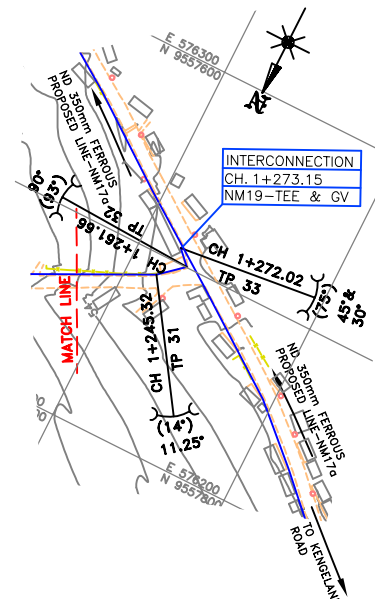 E 576300
N 9557600
N
ND 350mm FERROUS
PROPOSED LINE-NM17a
INTERCONNECTION
CH. 1+273.15
NM19-TEE & GV
90°
(93°)
CH 1+261.66
TP 32
CH 1+272.02
TP 33
(75°)
45°&
30°
MATCH LINE
CH 1+245.32
TP 31
(14°)
11.25°
ND 350mm FERROUS
PROPOSED
LINE-NM17a
E 576200
N 9557800
TO KENGELAN
ROAD